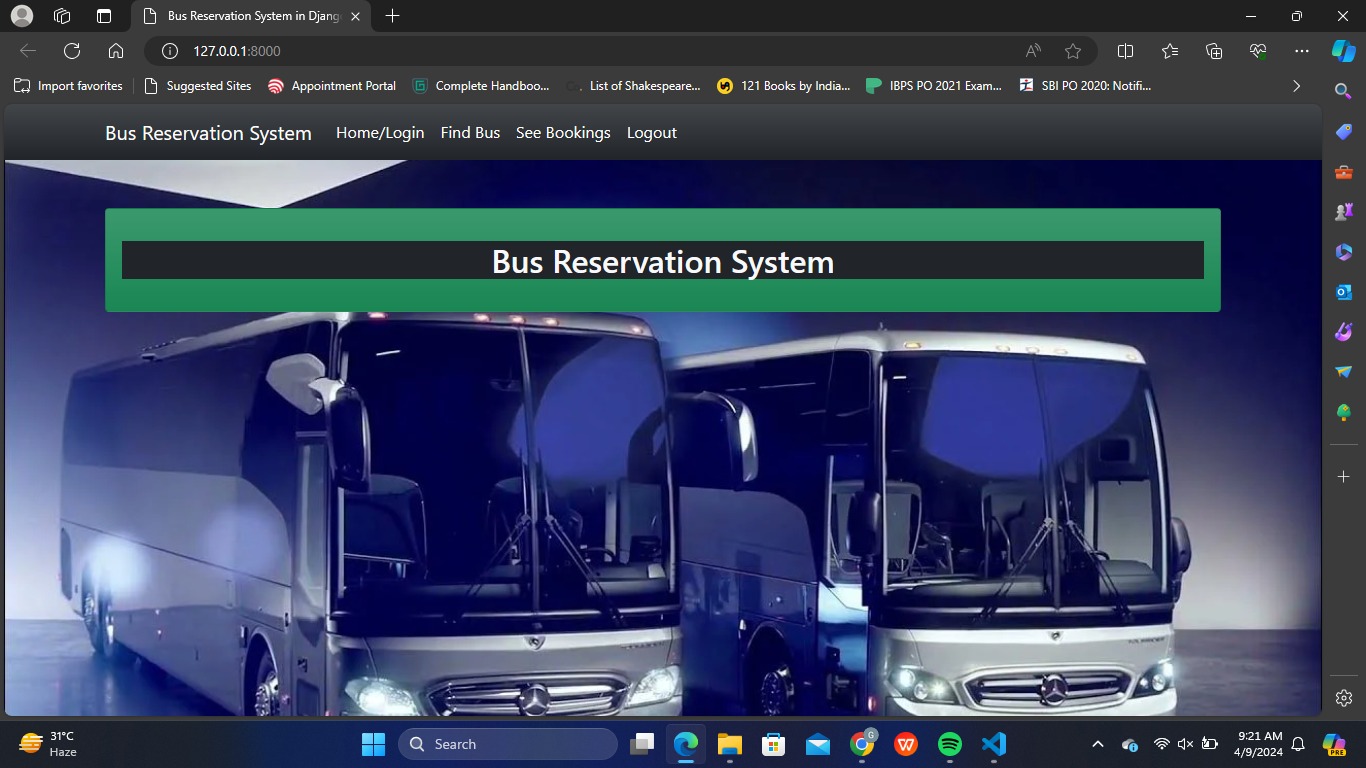 Bus Reservation System in Djang
127.0.0.1:8000
Import favorites
Suggested Sites
Appointment Portal
Complete Handboo...
List of Shakespeare...
121 Books by India...
IBPS PO 2021 Exam...
SBI PO 2020: Notifi...
Bus Reservation System
Home/Login
Find Bus
See Bookings
Logout
Bus Reservation System
31°C
Haze
Search
G
W
9:21 AM
4/9/2024
PRE